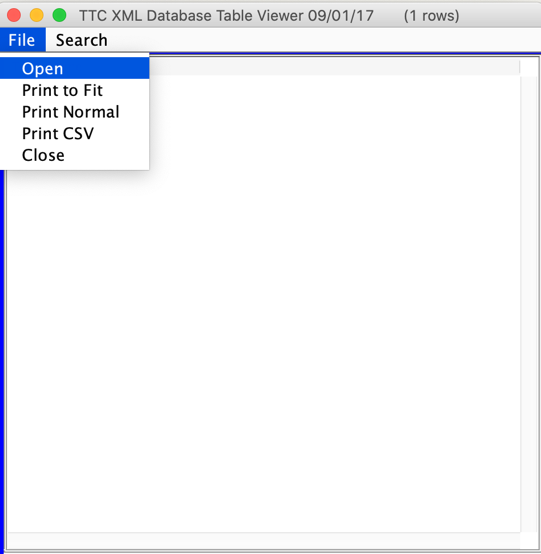 TTC XML Database Table Viewer 09/01/17 (1 rows)
File Search
Open
Print to Fit
Print Normal
Print CSV
Close